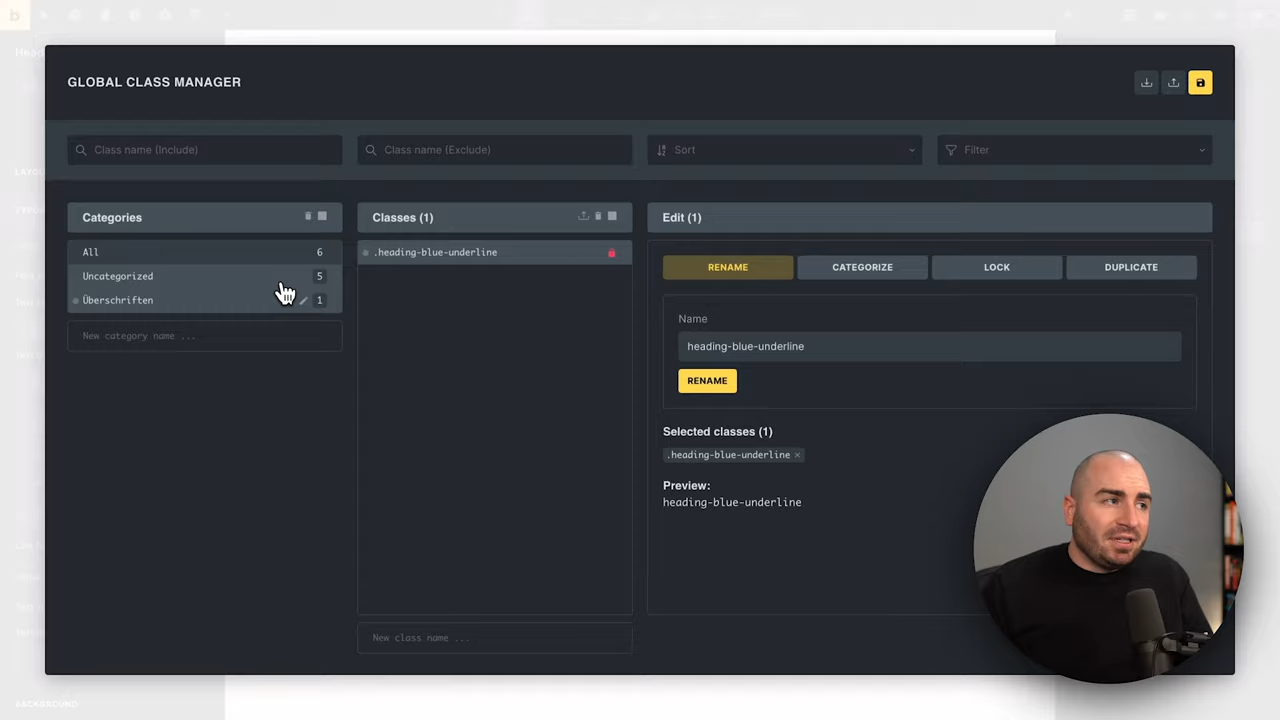 b
GLOBAL CLASS MANAGER
Class name (Include)
Class name (Exclude)
Sort
Filter
Categories
Classes (1)
Edit (1)
All 6
Uncategorized 5
Überschriften 1
New category name ...
.heading-blue-underline
New class name ...
RENAME
CATEGORIZE
LOCK
DUPLICATE
Name
heading-blue-underline
RENAME
Selected classes (1)
.heading-blue-underline ×
Preview:
heading-blue-underline
BACKGROUND